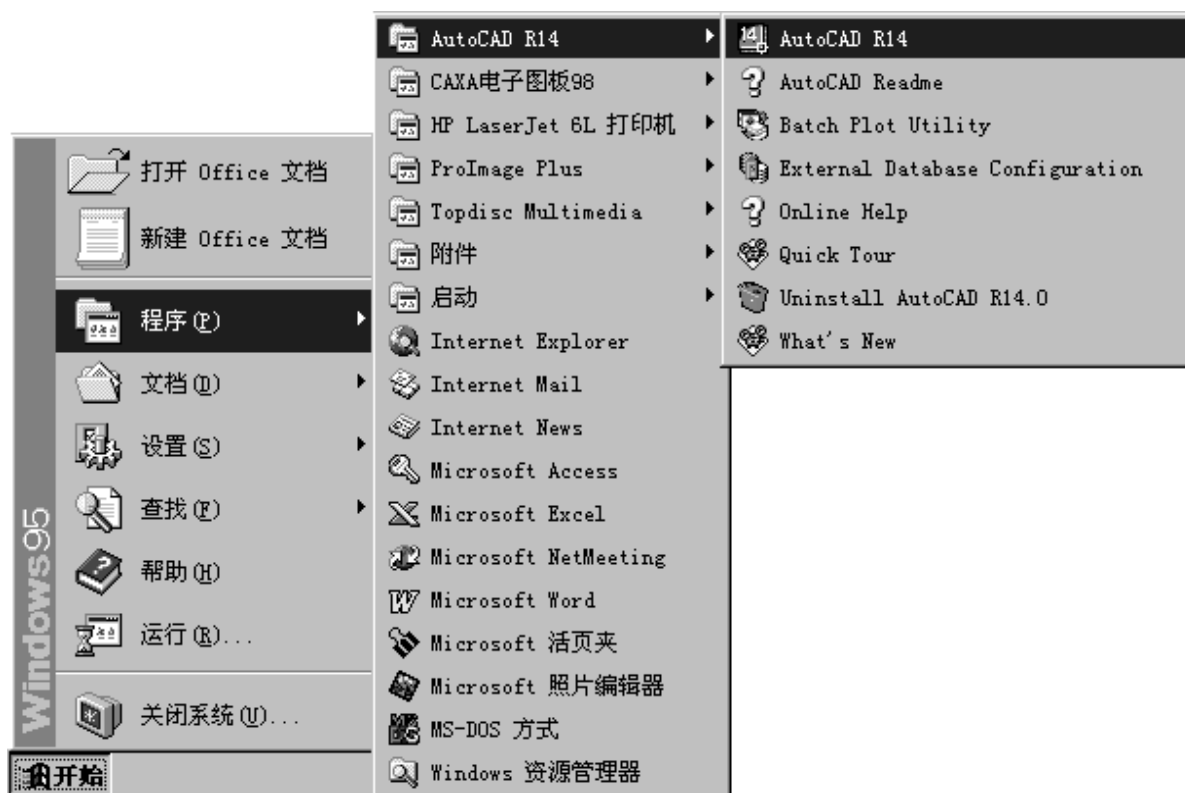 打开 Office 文档
新建 Office 文档
程序(P)
文档(D)
设置(S)
查找(F)
帮助(H)
运行(R)...
关闭系统(U)...
Windows95
开始
AutoCAD R14
CAXA电子图板98
HP LaserJet 6L 打印机
ProImage Plus
Topdisc Multimedia
附件
启动
Internet Explorer
Internet Mail
Internet News
Microsoft Access
Microsoft Excel
Microsoft NetMeeting
Microsoft Word
Microsoft 活页夹
Microsoft 照片编辑器
MS-DOS 方式
Windows 资源管理器
AutoCAD R14
AutoCAD Readme
Batch Plot Utility
External Database Configuration
Online Help
Quick Tour
Uninstall AutoCAD R14.0
What's New